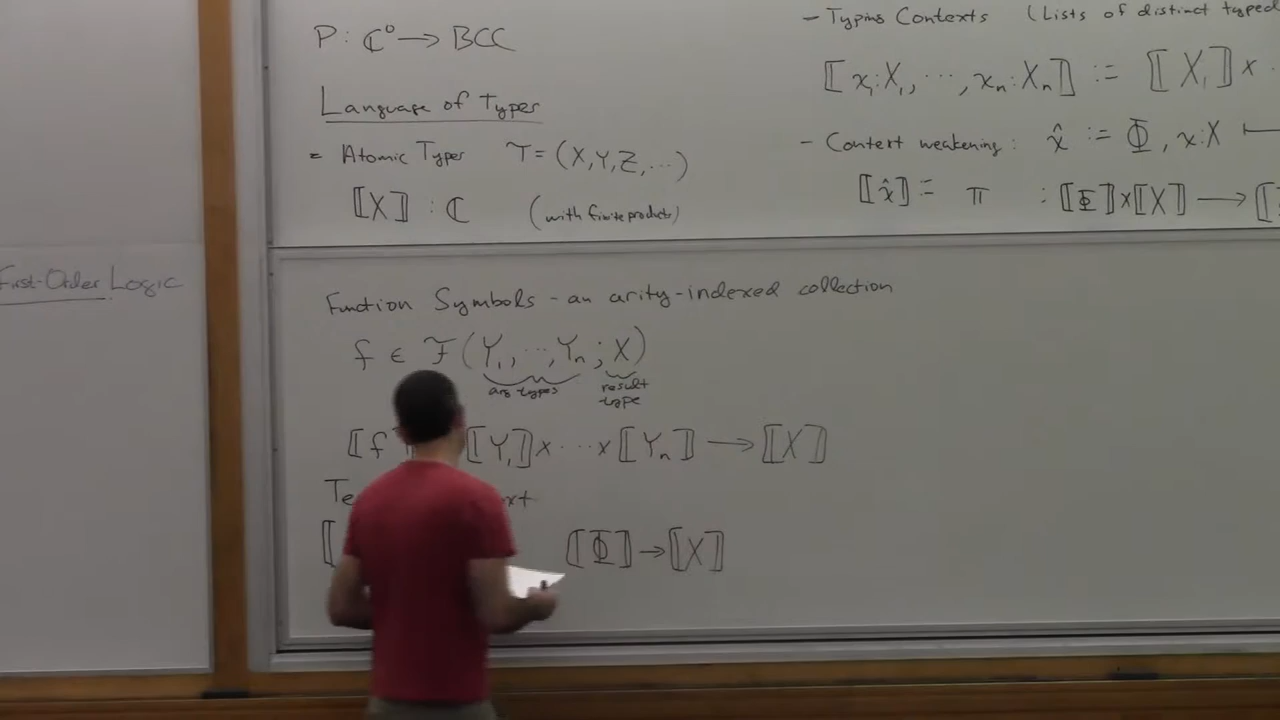 P : ℂ° → BCC
Language of Types
= Atomic Types 𝒯 = (X, Y, Z, ...)
⟦X⟧ : ℂ (with finite products)
- Typing Contexts (Lists of distinct typed
⟦x₁:X₁, ..., xₙ:Xₙ⟧ := ⟦X₁⟧ ×
- Context weakening : x̂ := Φ, x:X ⟼
⟦x̂⟧ = π : ⟦Φ⟧×⟦X⟧ ⟶ ⟦
First-Order Logic
Function Symbols - an arity-indexed collection
f ∈ ℱ(Y₁, ..., Yₙ ; X)
arg types result type
⟦f ⟦Y₁⟧ × ... × ⟦Yₙ⟧ ⟶ ⟦X⟧
⟦ ⟦Φ⟧ → ⟦X⟧